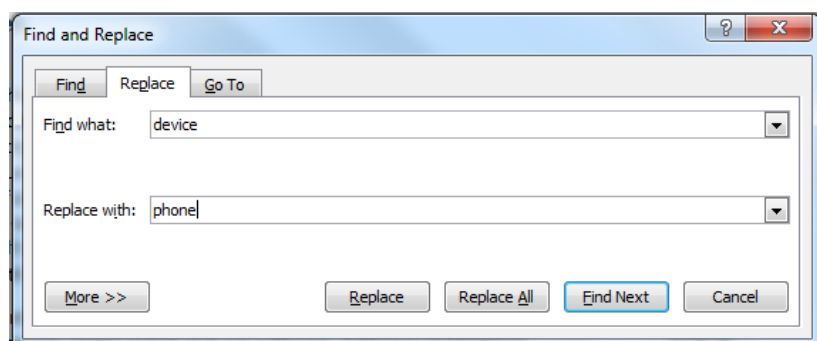 Find and Replace
Find Replace Go To
Find what: device
Replace with: phone
More >> Replace Replace All Find Next Cancel